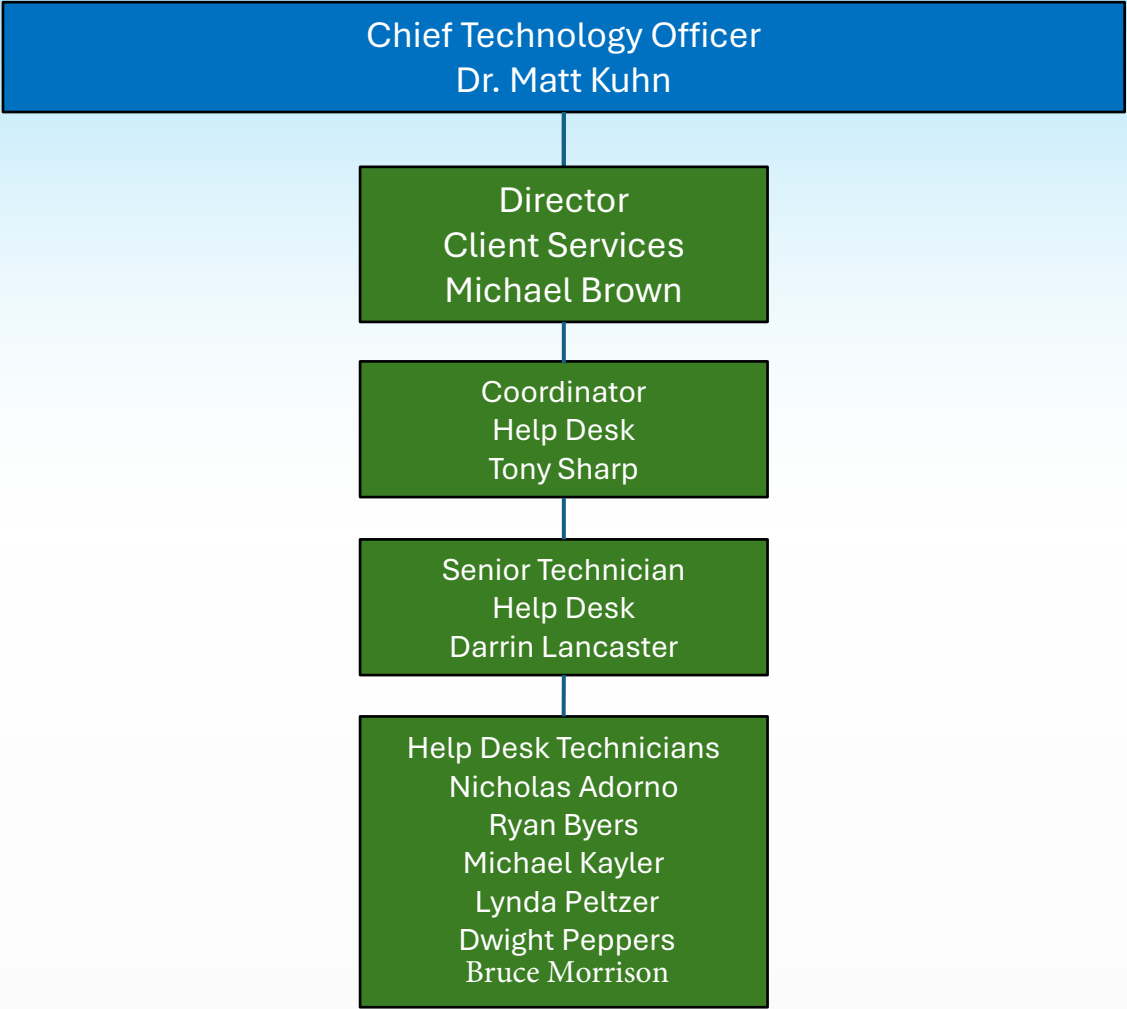 Chief Technology Officer
Dr. Matt Kuhn
Director
Client Services
Michael Brown
Coordinator
Help Desk
Tony Sharp
Senior Technician
Help Desk
Darrin Lancaster
Help Desk Technicians
Nicholas Adorno
Ryan Byers
Michael Kayler
Lynda Peltzer
Dwight Peppers
Bruce Morrison